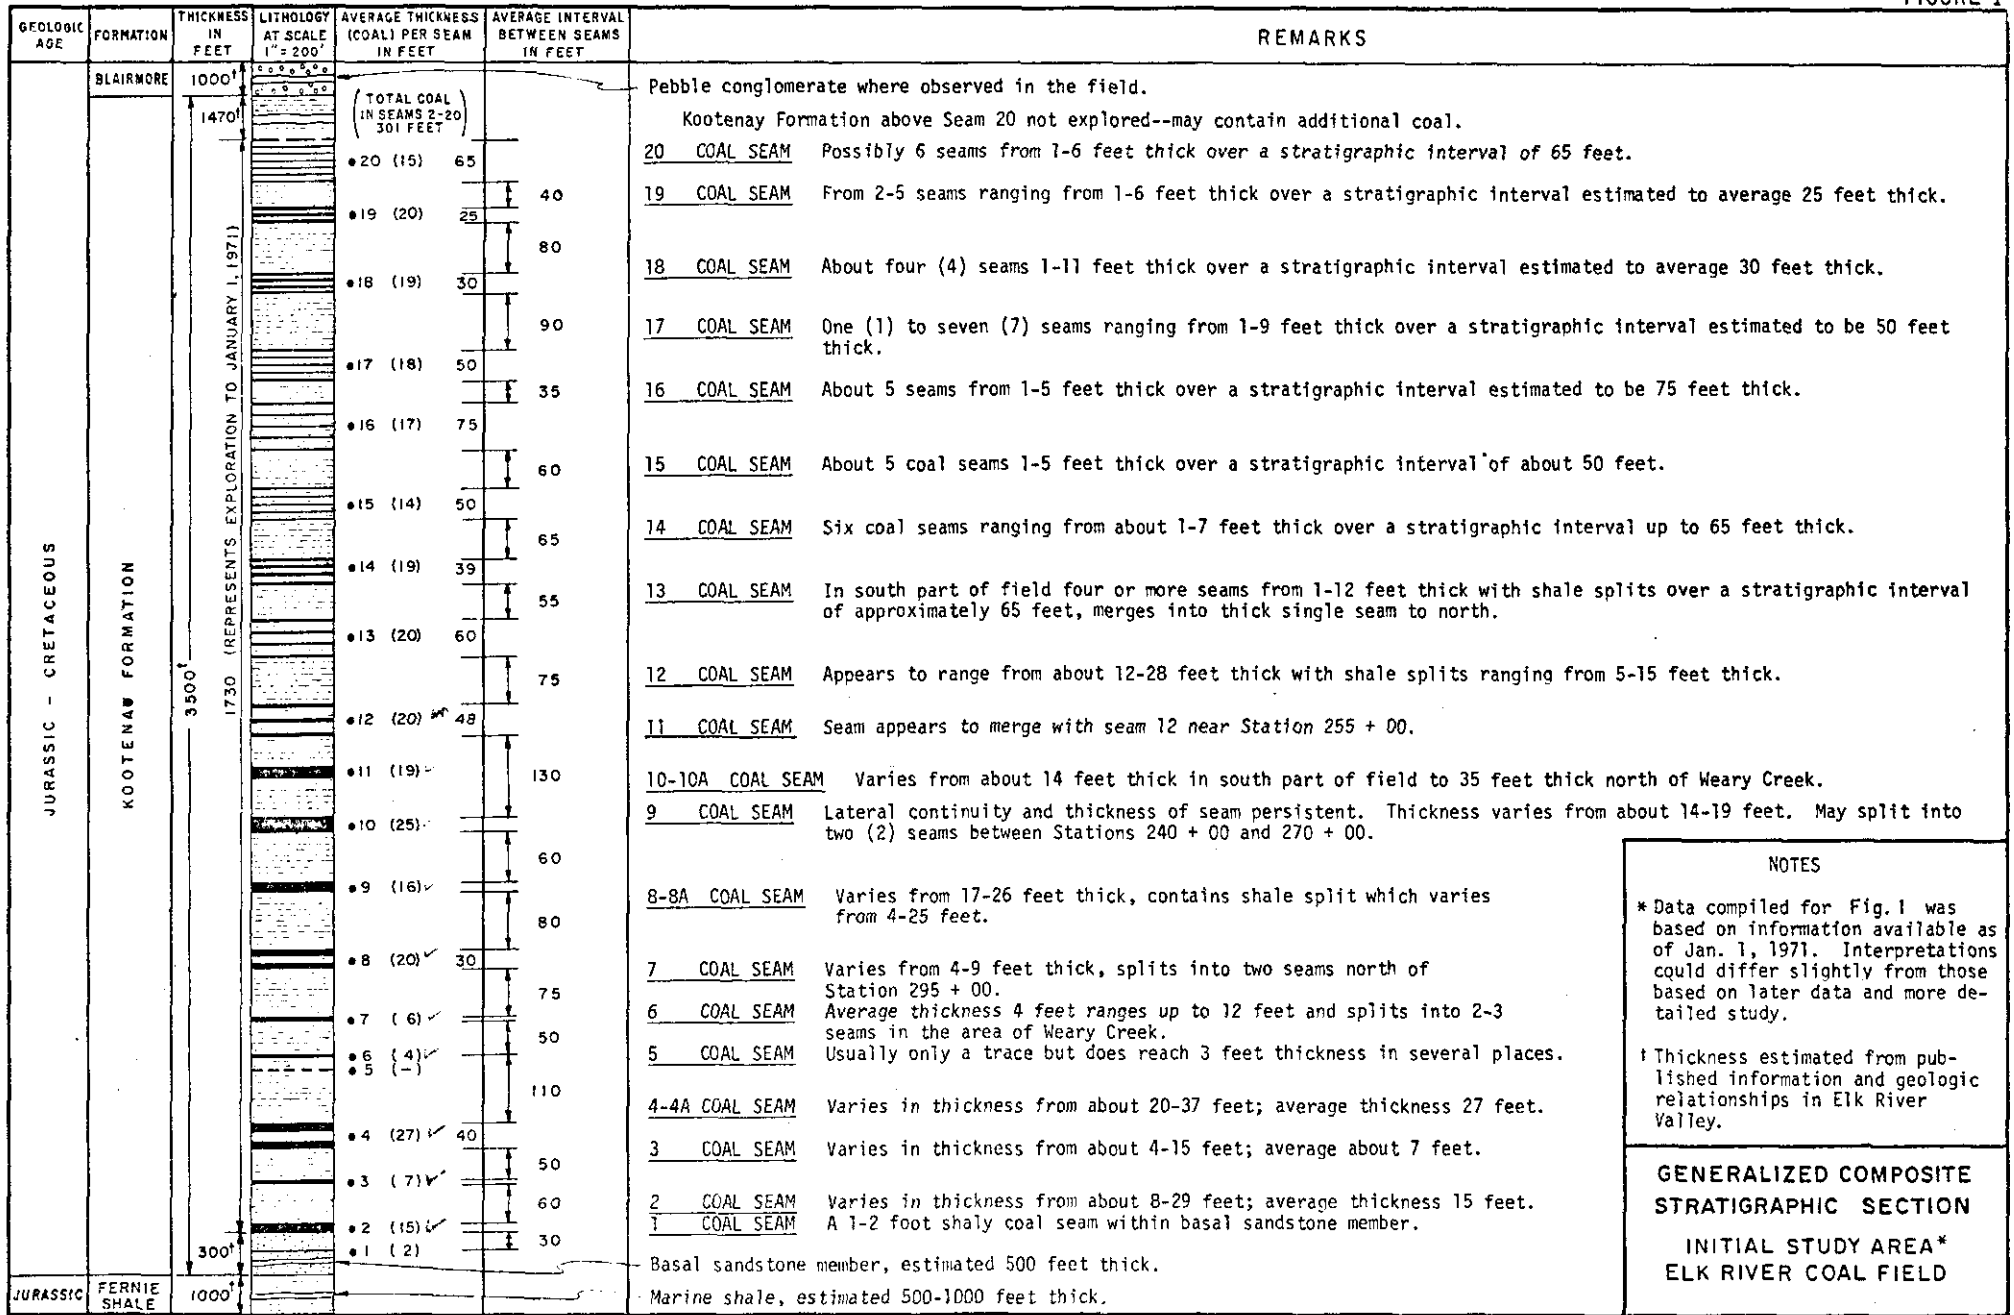 FIGURE 1
GEOLOGIC AGE
FORMATION
THICKNESS IN FEET
LITHOLOGY AT SCALE 1"= 200'
AVERAGE THICKNESS (COAL) PER SEAM IN FEET
AVERAGE INTERVAL BETWEEN SEAMS IN FEET
REMARKS
BLAIRMORE
1000†
Pebble conglomerate where observed in the field.
1470†
(TOTAL COAL
IN SEAMS 2-20
301 FEET)
Kootenay Formation above Seam 20 not explored--may contain additional coal.
•20 (15) 65
20 COAL SEAM Possibly 6 seams from 1-6 feet thick over a stratigraphic interval of 65 feet.
40
19 COAL SEAM From 2-5 seams ranging from 1-6 feet thick over a stratigraphic interval estimated to average 25 feet thick.
•19 (20) 25
80
18 COAL SEAM About four (4) seams 1-11 feet thick over a stratigraphic interval estimated to average 30 feet thick.
•18 (19) 30
90
17 COAL SEAM One (1) to seven (7) seams ranging from 1-9 feet thick over a stratigraphic interval estimated to be 50 feet
thick.
•17 (18) 50
35
16 COAL SEAM About 5 seams from 1-5 feet thick over a stratigraphic interval estimated to be 75 feet thick.
•16 (17) 75
60
15 COAL SEAM About 5 coal seams 1-5 feet thick over a stratigraphic interval of about 50 feet.
•15 (14) 50
65
14 COAL SEAM Six coal seams ranging from about 1-7 feet thick over a stratigraphic interval up to 65 feet thick.
•14 (19) 39
55
13 COAL SEAM In south part of field four or more seams from 1-12 feet thick with shale splits over a stratigraphic interval
of approximately 65 feet, merges into thick single seam to north.
•13 (20) 60
75
12 COAL SEAM Appears to range from about 12-28 feet thick with shale splits ranging from 5-15 feet thick.
•12 (20) 48
11 COAL SEAM Seam appears to merge with seam 12 near Station 255 + 00.
•11 (19)
130
10-10A COAL SEAM Varies from about 14 feet thick in south part of field to 35 feet thick north of Weary Creek.
•10 (25)
9 COAL SEAM Lateral continuity and thickness of seam persistent. Thickness varies from about 14-19 feet. May split into
two (2) seams between Stations 240 + 00 and 270 + 00.
60
•9 (16)
8-8A COAL SEAM Varies from 17-26 feet thick, contains shale split which varies
from 4-25 feet.
80
•8 (20) 30
7 COAL SEAM Varies from 4-9 feet thick, splits into two seams north of
Station 295 + 00.
75
•7 (6)
6 COAL SEAM Average thickness 4 feet ranges up to 12 feet and splits into 2-3
seams in the area of Weary Creek.
50
•6 (4)
•5 (-)
5 COAL SEAM Usually only a trace but does reach 3 feet thickness in several places.
110
4-4A COAL SEAM Varies in thickness from about 20-37 feet; average thickness 27 feet.
•4 (27) 40
3 COAL SEAM Varies in thickness from about 4-15 feet; average about 7 feet.
50
•3 (7)
60
2 COAL SEAM Varies in thickness from about 8-29 feet; average thickness 15 feet.
•2 (15)
1 COAL SEAM A 1-2 foot shaly coal seam within basal sandstone member.
30
•1 (2)
300†
Basal sandstone member, estimated 500 feet thick.
JURASSIC - CRETACEOUS
KOOTENAY FORMATION
3500†
1730 (REPRESENTS EXPLORATION TO JANUARY 1, 1971)
JURASSIC
FERNIE SHALE
1000†
Marine shale, estimated 500-1000 feet thick.
NOTES
* Data compiled for Fig. 1 was
based on information available as
of Jan. 1, 1971. Interpretations
could differ slightly from those
based on later data and more de-
tailed study.
† Thickness estimated from pub-
lished information and geologic
relationships in Elk River
Valley.
GENERALIZED COMPOSITE
STRATIGRAPHIC SECTION
INITIAL STUDY AREA*
ELK RIVER COAL FIELD